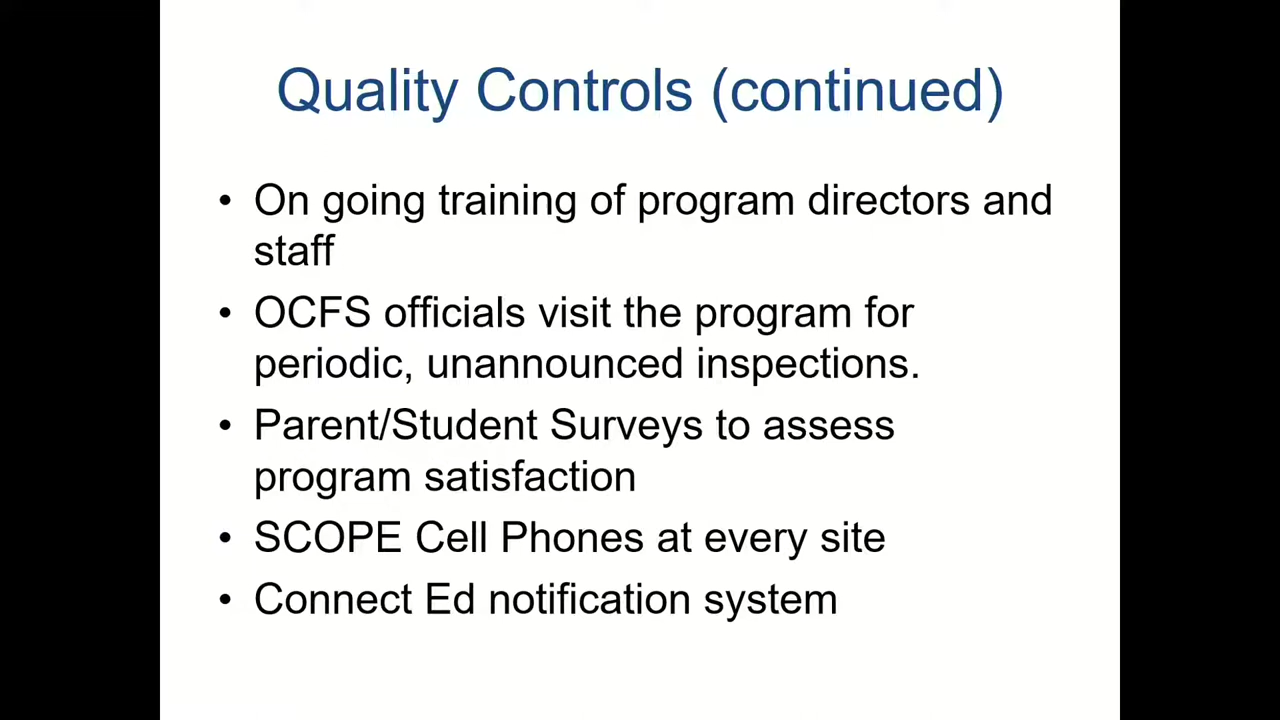 Quality Controls (continued)
• On going training of program directors and
staff
• OCFS officials visit the program for
periodic, unannounced inspections.
• Parent/Student Surveys to assess
program satisfaction
• SCOPE Cell Phones at every site
• Connect Ed notification system